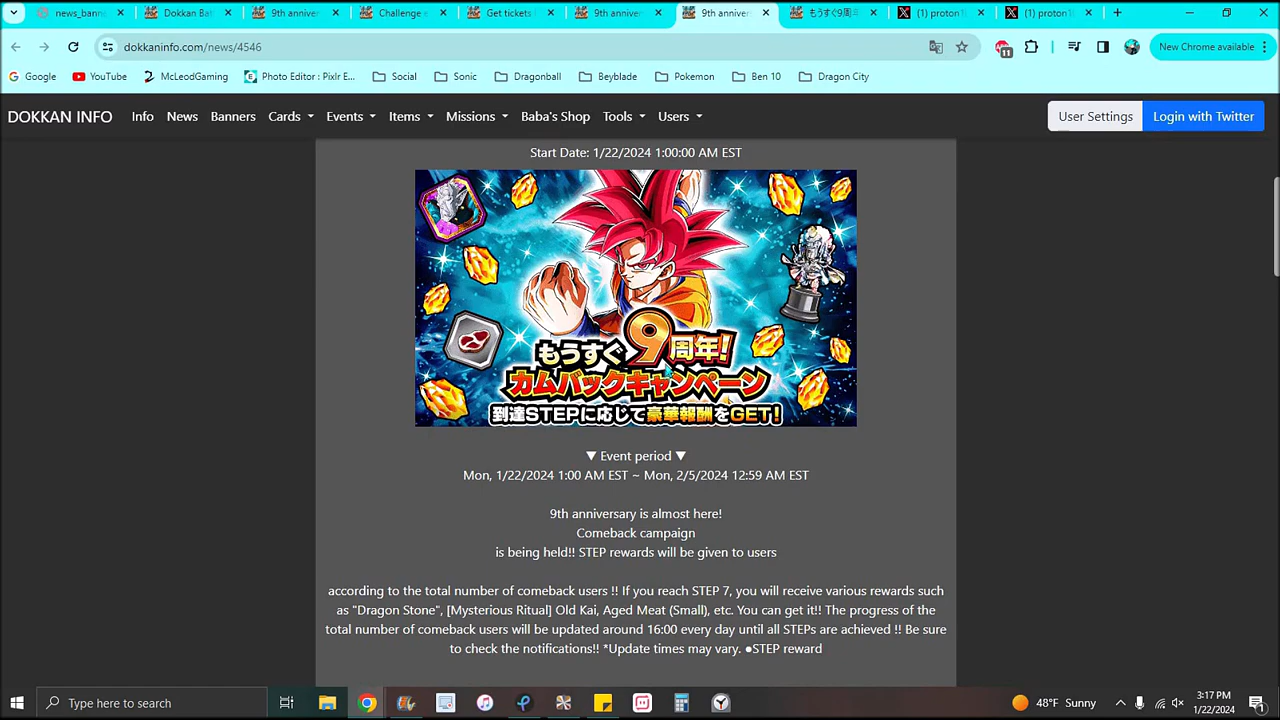 news_bann
Dokkan Bat
9th anniver
Challenge e
Get tickets
9th anniver
9th anniver
もうすぐ9周年
(1) proton1
(1) proton1
dokkaninfo.com/news/4546
11
New Chrome available
Google
YouTube
McLeodGaming
Photo Editor : Pixlr E...
Social
Sonic
Dragonball
Beyblade
Pokemon
Ben 10
Dragon City
DOKKAN INFO
Info
News
Banners
Cards
Events
Items
Missions
Baba's Shop
Tools
Users
User Settings
Login with Twitter
Start Date: 1/22/2024 1:00:00 AM EST
もうすぐ9周年!
カムバックキャンペーン
到達STEPに応じて豪華報酬をGET!
▼ Event period ▼
Mon, 1/22/2024 1:00 AM EST ~ Mon, 2/5/2024 12:59 AM EST
9th anniversary is almost here!
Comeback campaign
is being held!! STEP rewards will be given to users
according to the total number of comeback users !! If you reach STEP 7, you will receive various rewards such
as "Dragon Stone", [Mysterious Ritual] Old Kai, Aged Meat (Small), etc. You can get it!! The progress of the
total number of comeback users will be updated around 16:00 every day until all STEPs are achieved !! Be sure
to check the notifications!! *Update times may vary. ●STEP reward
Type here to search
48°F Sunny
3:17 PM
1/22/2024
1